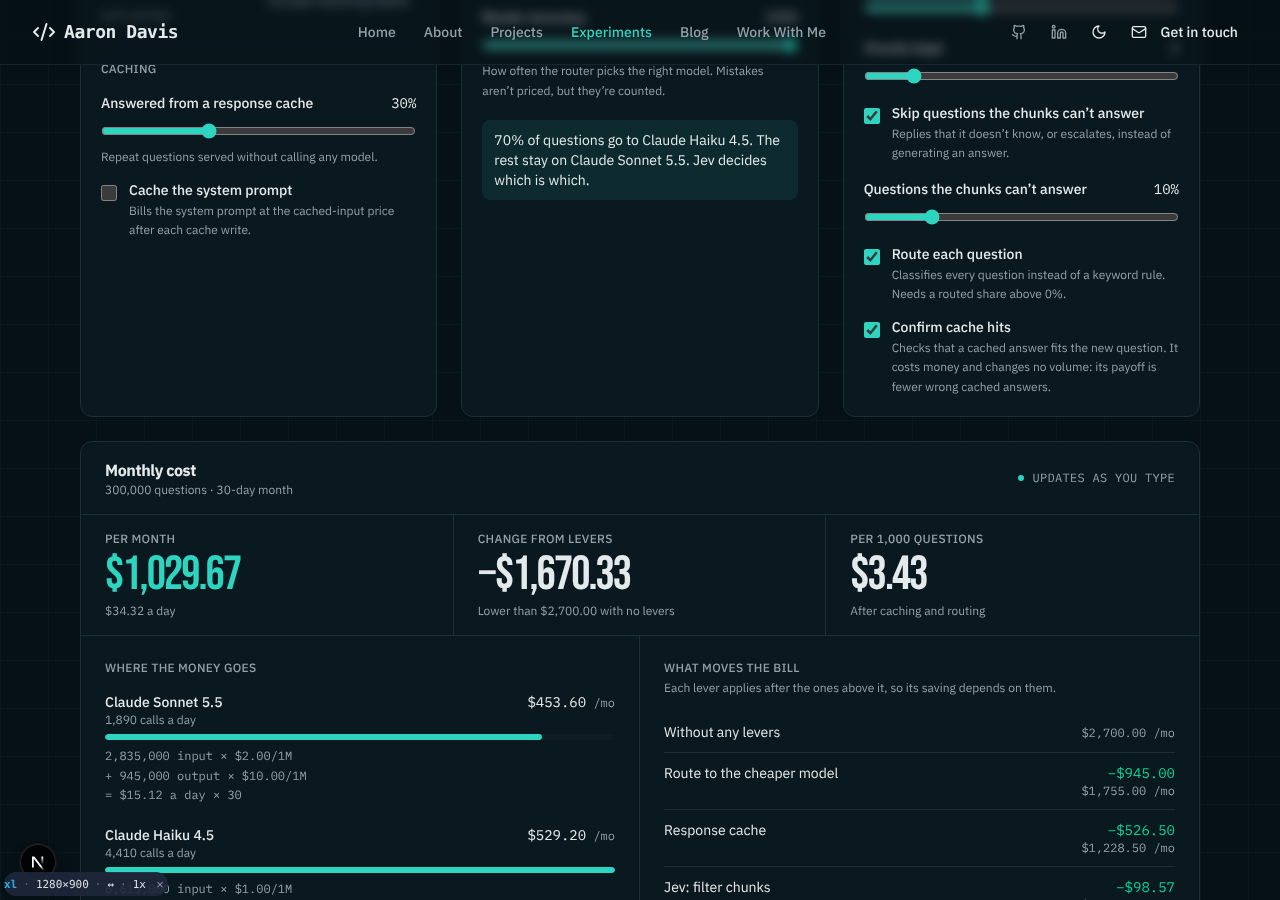 Aaron Davis
Home
About
Projects
Experiments
Blog
Work With Me
Get in touch
CACHING
Answered from a response cache 30%
Repeat questions served without calling any model.
Cache the system prompt
Bills the system prompt at the cached-input price
after each cache write.
How often the router picks the right model. Mistakes
aren’t priced, but they’re counted.
70% of questions go to Claude Haiku 4.5. The
rest stay on Claude Sonnet 5.5. Jev decides
which is which.
Skip questions the chunks can’t answer
Replies that it doesn’t know, or escalates, instead of
generating an answer.
Questions the chunks can’t answer 10%
Route each question
Classifies every question instead of a keyword rule.
Needs a routed share above 0%.
Confirm cache hits
Checks that a cached answer fits the new question. It
costs money and changes no volume: its payoff is
fewer wrong cached answers.
Monthly cost
300,000 questions · 30-day month
UPDATES AS YOU TYPE
PER MONTH
$1,029.67
$34.32 a day
CHANGE FROM LEVERS
−$1,670.33
Lower than $2,700.00 with no levers
PER 1,000 QUESTIONS
$3.43
After caching and routing
WHERE THE MONEY GOES
Claude Sonnet 5.5 $453.60 /mo
1,890 calls a day
2,835,000 input × $2.00/1M
+ 945,000 output × $10.00/1M
= $15.12 a day × 30
Claude Haiku 4.5 $529.20 /mo
4,410 calls a day
input × $1.00/1M
WHAT MOVES THE BILL
Each lever applies after the ones above it, so its saving depends on them.
Without any levers $2,700.00 /mo
Route to the cheaper model −$945.00
$1,755.00 /mo
Response cache −$526.50
$1,228.50 /mo
Jev: filter chunks −$98.57
N
xl · 1280×900 · ↔ · 1x ×